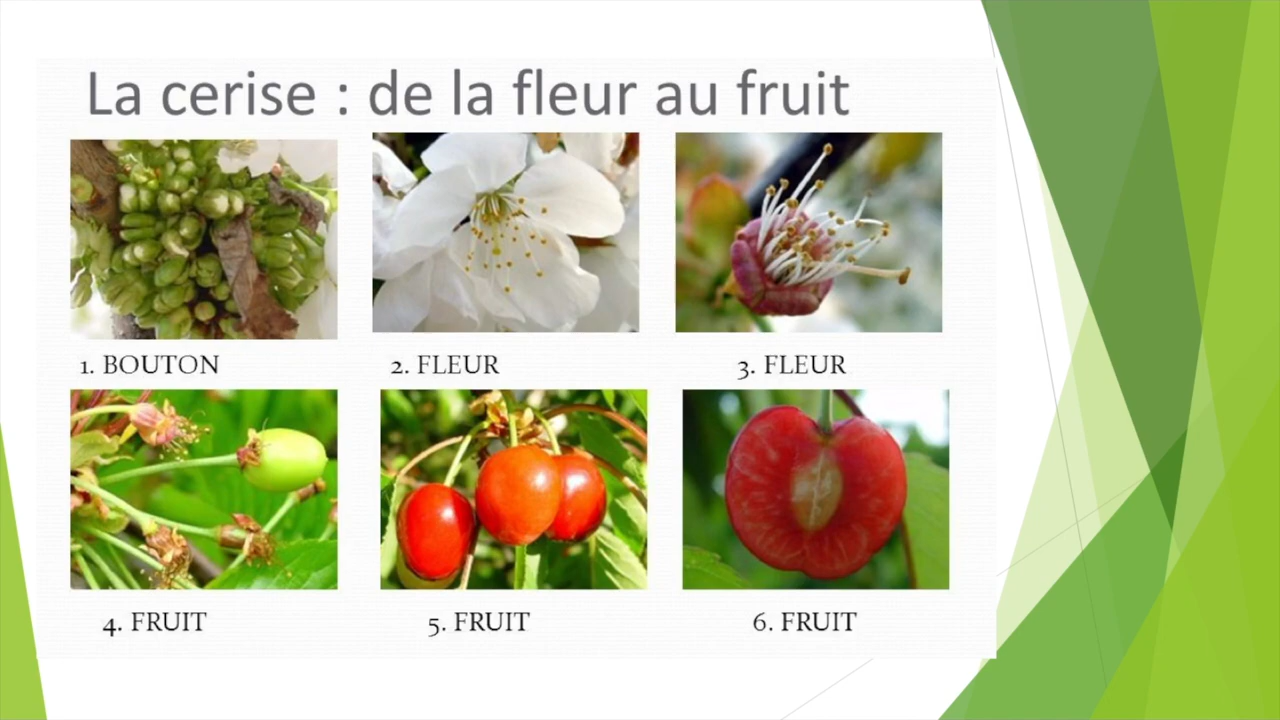 La cerise : de la fleur au fruit
1. BOUTON
2. FLEUR
3. FLEUR
4. FRUIT
5. FRUIT
6. FRUIT